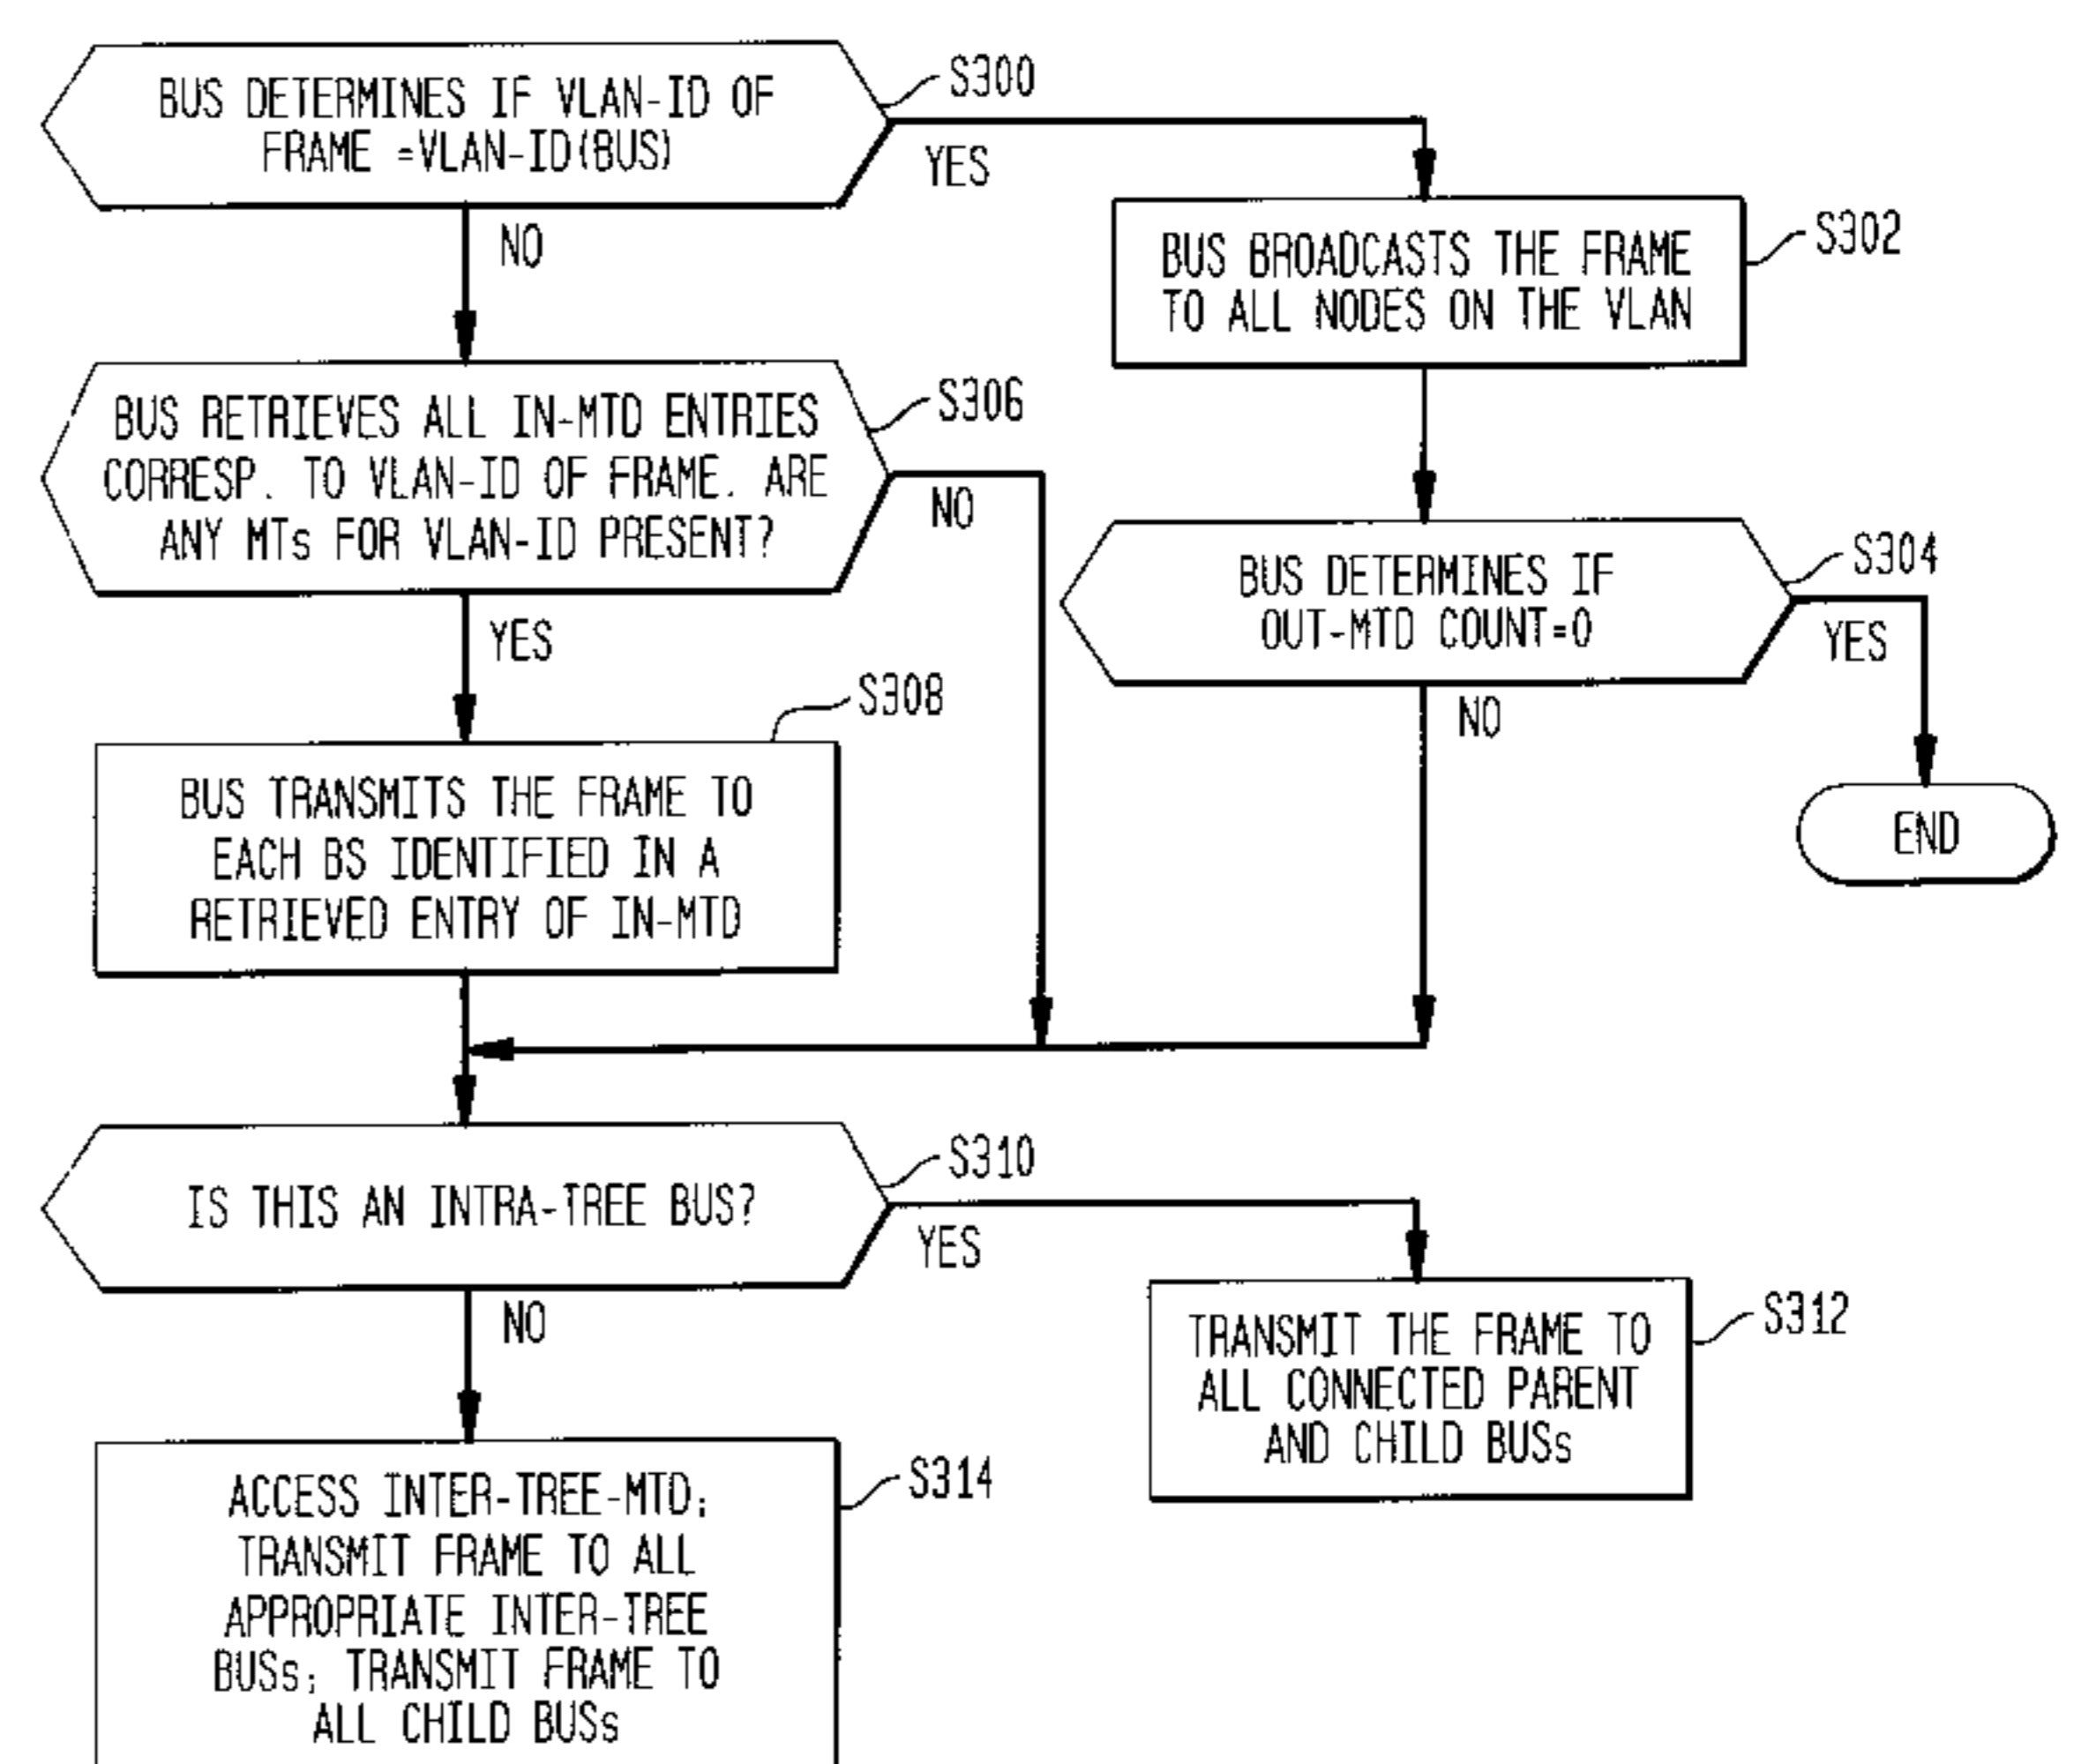 BUS DETERMINES IF VLAN-ID OF
FRAME =VLAN-ID(BUS)
S300
YES
NO
BUS BROADCASTS THE FRAME
TO ALL NODES ON THE VLAN
S302
BUS RETRIEVES ALL IN-MTD ENTRIES
CORRESP. TO VLAN-ID OF FRAME. ARE
ANY MTs FOR VLAN-ID PRESENT?
S306
NO
YES
BUS DETERMINES IF
OUT-MTD COUNT=0
S304
YES
NO
END
S308
BUS TRANSMITS THE FRAME TO
EACH BS IDENTIFIED IN A
RETRIEVED ENTRY OF IN-MTD
IS THIS AN INTRA-TREE BUS?
S310
YES
NO
TRANSMIT THE FRAME TO
ALL CONNECTED PARENT
AND CHILD BUSs
S312
ACCESS INTER-TREE-MTD;
TRANSMIT FRAME TO ALL
APPROPRIATE INTER-TREE
BUSs; TRANSMIT FRAME TO
ALL CHILD BUSs
S314